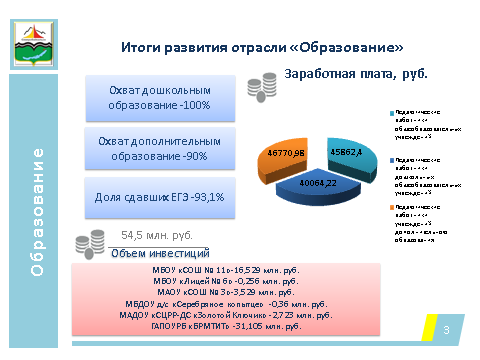 Итоги развития отрасли «Образование»
Заработная плата, руб.
Охват дошкольным
образование -100%
Охват дополнительным
образование -90%
Доля сдавших ЕГЭ -93,1%
54,5 млн. руб.
Объем инвестиций
МБОУ «СОШ № 11» -16,529 млн. руб.
МБОУ «Лицей № 6» -0,256 млн. руб.
МАОУ «СОШ № 3» -3,529 млн. руб.
МБДОУ д/с «Серебряное копытце» -0,36 млн. руб.
МАДОУ «СЦРР-ДС «Золотой Ключик» -2,723 млн. руб.
ГАПОУ РБ «БРМТИТ» -31,105 млн. руб.
46770,98
45862,4
40064,22
Педагогические
работники
общеобразовательных
учреждений
Педагогические
работники
дошкольных
общеобразовательных
учреждений
Педагогические
работники
учреждений
дополнительного
образования
Образование
3